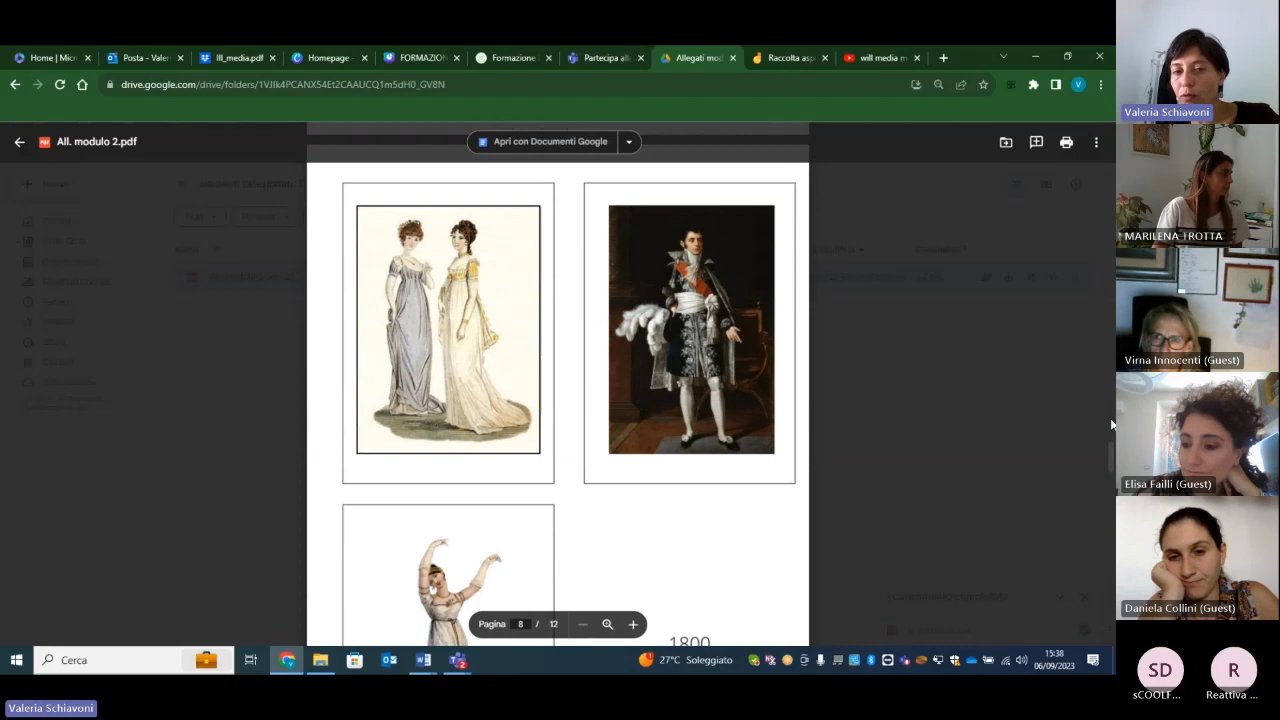 Home | Micr
Posta - Valer
III_media.pdf
Homepage -
FORMAZION
Formazione
Partecipa all
Allegati mod
Raccolta asp
will media m
drive.google.com/drive/folders/1VJIk4PCANX54Et2CAAUCQ1m5dH0_GV8N
V
All. modulo 2.pdf
Apri con Documenti Google
1800
Pagina 8 / 12
Cerca
27°C Soleggiato
15:38
06/09/2023
Valeria Schiavoni
MARILENA TROTTA
Virna Innocenti (Guest)
Elisa Failli (Guest)
Daniela Collini (Guest)
SD
sCOOLF...
R
Reattiva ...
Valeria Schiavoni